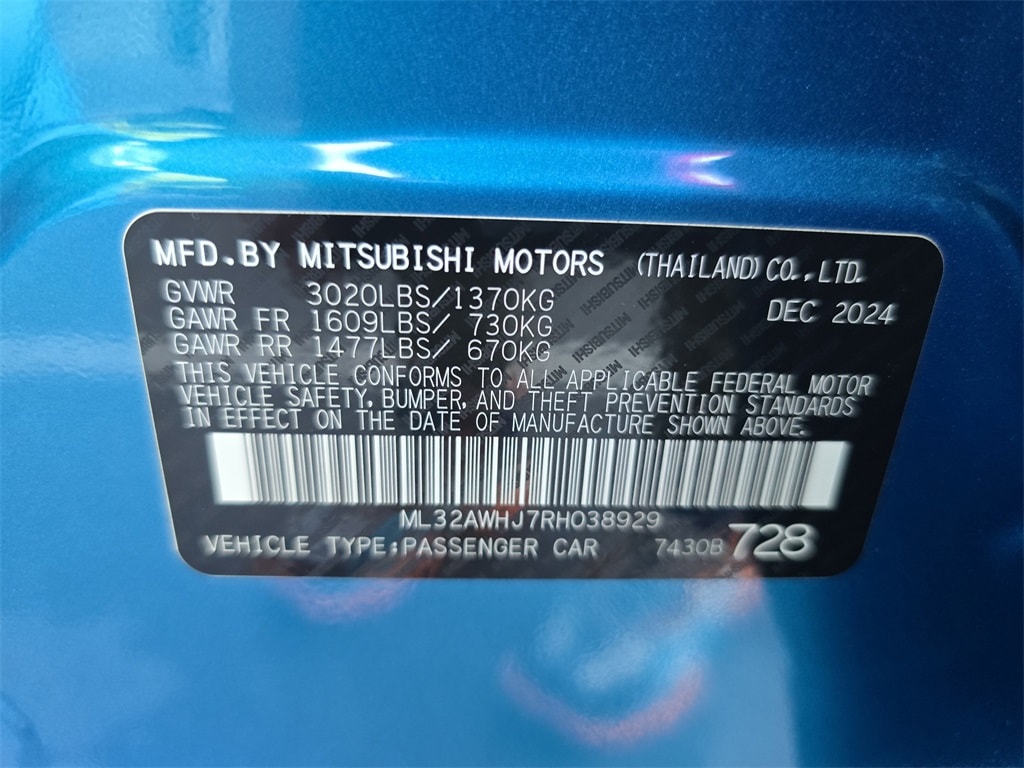 MFD.BY MITSUBISHI MOTORS (THAILAND) CO.,LTD.
GVWR 3020LBS/1370KG DEC 2024
GAWR FR 1609LBS/ 730KG
GAWR RR 1477LBS/ 670KG
THIS VEHICLE CONFORMS TO ALL APPLICABLE FEDERAL MOTOR
VEHICLE SAFETY, BUMPER, AND THEFT PREVENTION STANDARDS
IN EFFECT ON THE DATE OF MANUFACTURE SHOWN ABOVE.
ML32AWHJ7RH038929
VEHICLE TYPE:PASSENGER CAR 7430B 728